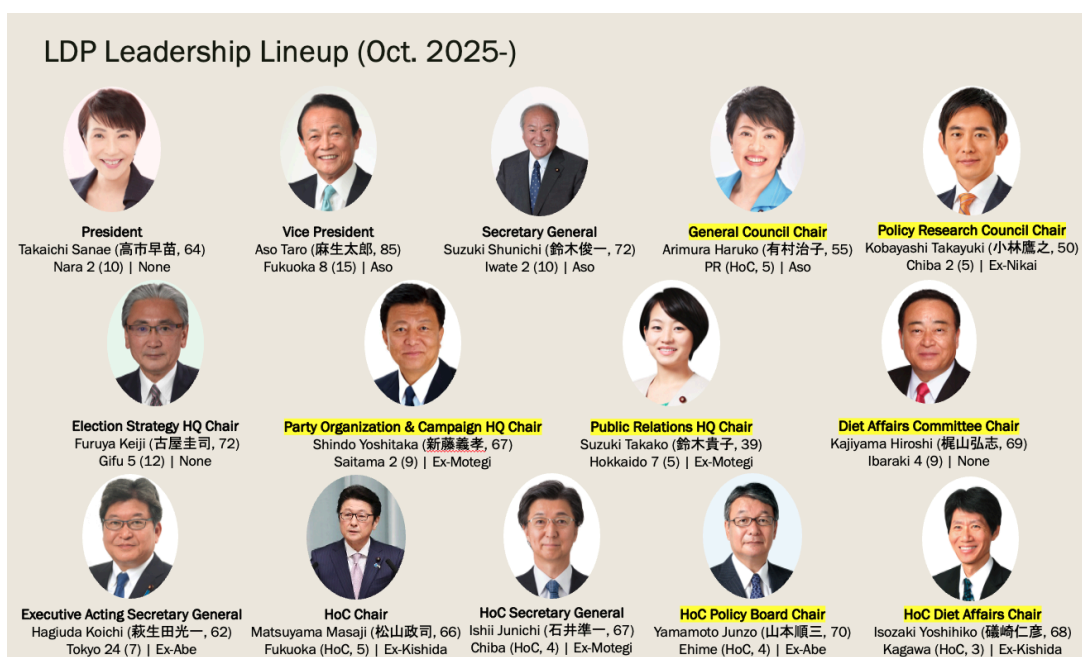 LDP Leadership Lineup (Oct. 2025-)
President
Takaichi Sanae (高市早苗, 64)
Nara 2 (10) | None
Vice President
Aso Taro (麻生太郎, 85)
Fukuoka 8 (15) | Aso
Secretary General
Suzuki Shunichi (鈴木俊一, 72)
Iwate 2 (10) | Aso
General Council Chair
Arimura Haruko (有村治子, 55)
PR (HoC, 5) | Aso
Policy Research Council Chair
Kobayashi Takayuki (小林鷹之, 50)
Chiba 2 (5) | Ex-Nikai
Election Strategy HQ Chair
Furuya Keiji (古屋圭司, 72)
Gifu 5 (12) | None
Party Organization & Campaign HQ Chair
Shindo Yoshitaka (新藤義孝, 67)
Saitama 2 (9) | Ex-Motegi
Public Relations HQ Chair
Suzuki Takako (鈴木貴子, 39)
Hokkaido 7 (5) | Ex-Motegi
Diet Affairs Committee Chair
Kajiyama Hiroshi (梶山弘志, 69)
Ibaraki 4 (9) | None
Executive Acting Secretary General
Hagiuda Koichi (萩生田光一, 62)
Tokyo 24 (7) | Ex-Abe
HoC Chair
Matsuyama Masaji (松山政司, 66)
Fukuoka (HoC, 5) | Ex-Kishida
HoC Secretary General
Ishii Junichi (石井準一, 67)
Chiba (HoC, 4) | Ex-Motegi
HoC Policy Board Chair
Yamamoto Junzo (山本順三, 70)
Ehime (HoC, 4) | Ex-Abe
HoC Diet Affairs Chair
Isozaki Yoshihiko (礒崎仁彦, 68)
Kagawa (HoC, 3) | Ex-Kishida